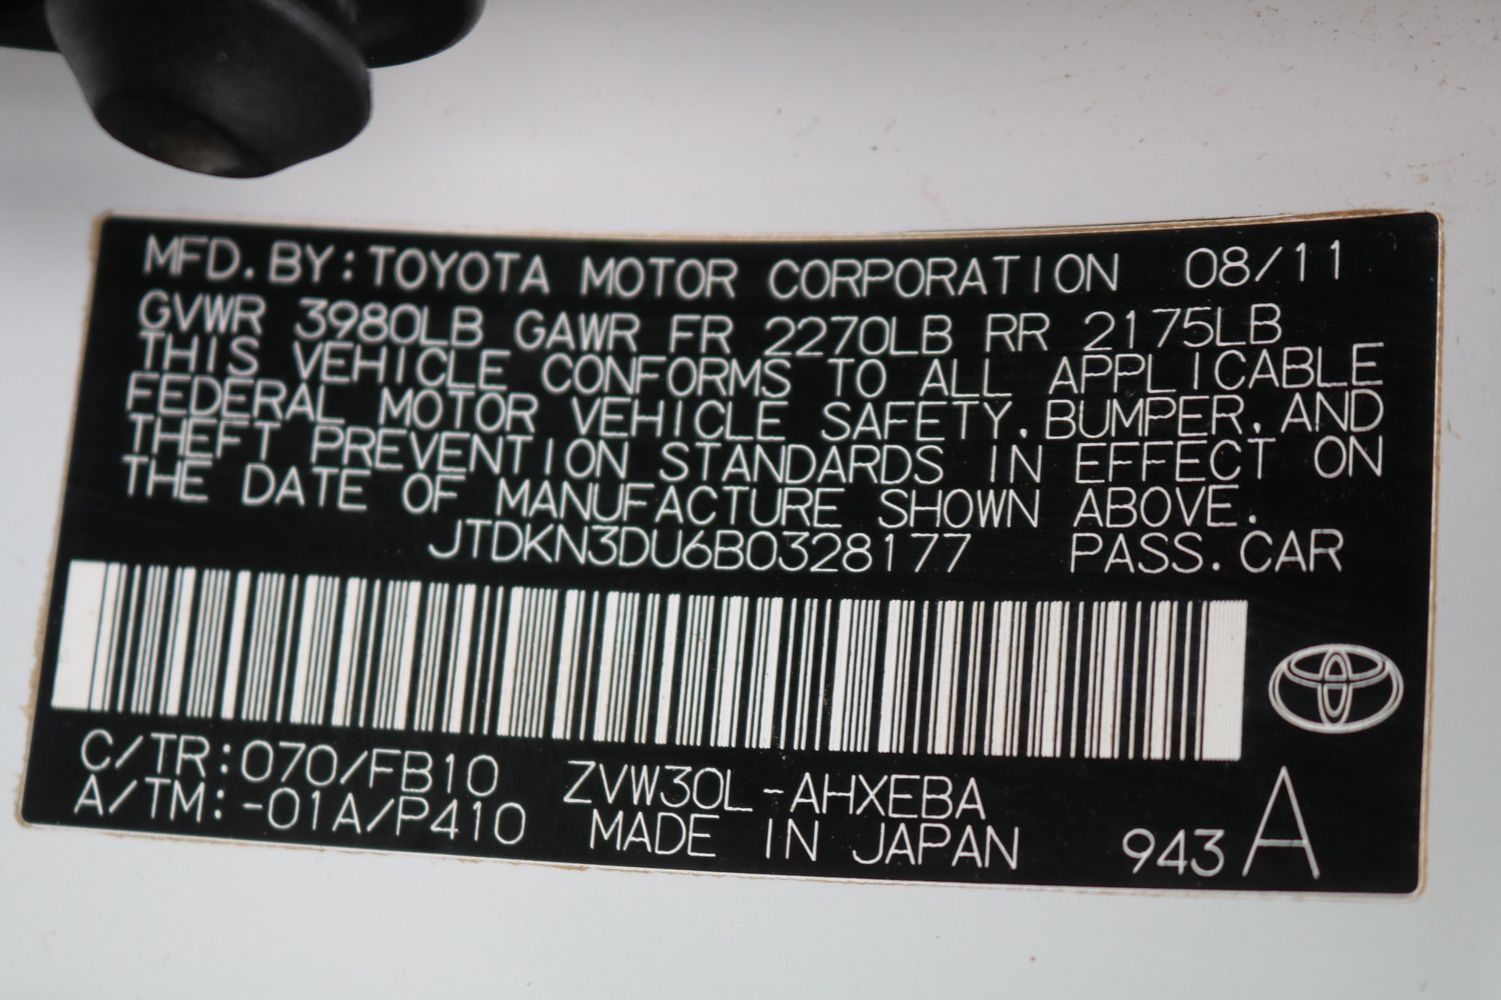 MFD. BY: TOYOTA MOTOR CORPORATION 08/11
GVWR 3980LB GAWR FR 2270LB RR 2175LB
THIS VEHICLE CONFORMS TO ALL APPLICABLE
FEDERAL MOTOR VEHICLE SAFETY, BUMPER, AND
THEFT PREVENTION STANDARDS IN EFFECT ON
THE DATE OF MANUFACTURE SHOWN ABOVE.
JTDKN3DU6B0328177 PASS. CAR
C/TR:070/FB10 ZVW30L-AHXEBA
A/TM:-01A/P410 MADE IN JAPAN 943 A